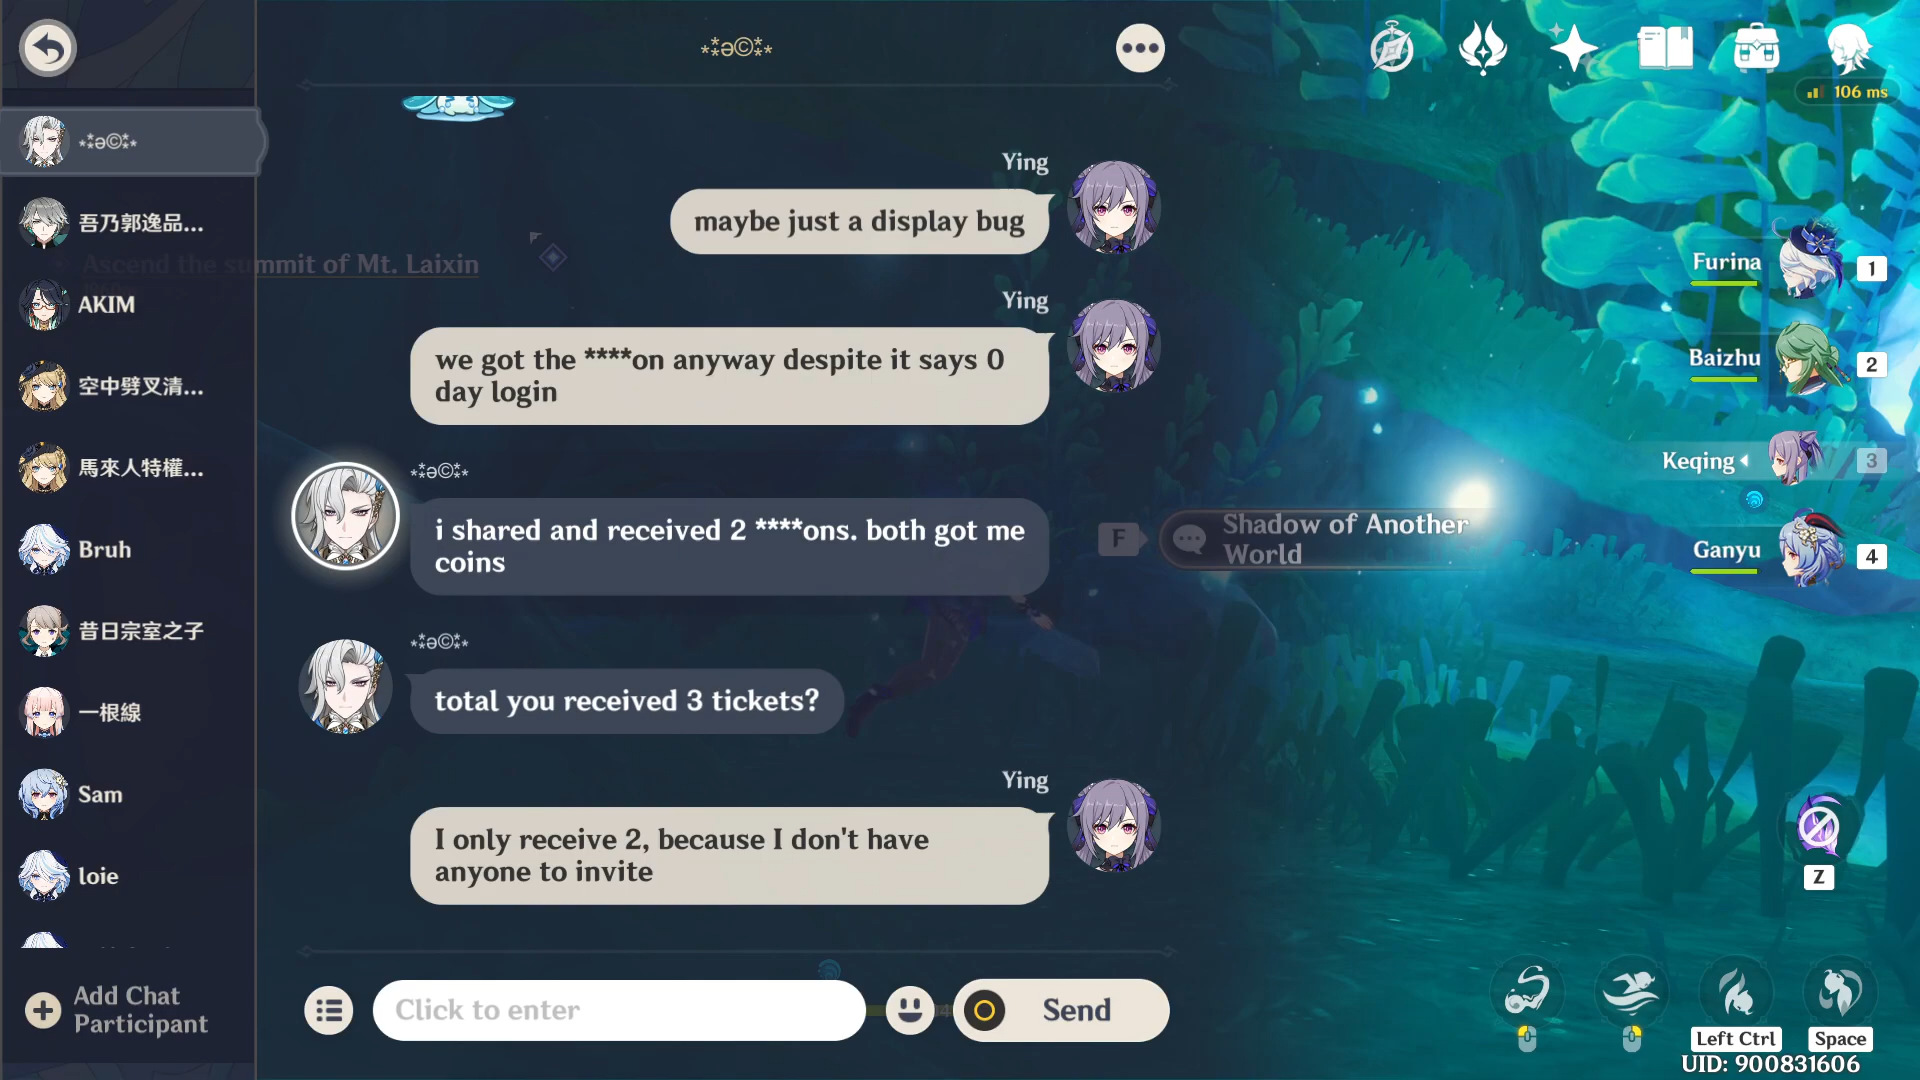 ⁎⁑ə©⁑⁎
106 ms
⁎⁑ə©⁑⁎
吾乃郭逸品...
AKIM
空中劈叉清...
馬來人特權...
Bruh
昔日宗室之子
一根線
Sam
loie
Add Chat
Participant
Ascend the summit of Mt. Laixin
Ying
maybe just a display bug
Ying
we got the ****on anyway despite it says 0
day login
⁎⁑ə©⁑⁎
i shared and received 2 ****ons. both got me
coins
⁎⁑ə©⁑⁎
total you received 3 tickets?
Ying
I only receive 2, because I don't have
anyone to invite
Click to enter
Send
F
Shadow of Another
World
Furina
1
Baizhu
2
Keqing
3
Ganyu
4
Z
Left Ctrl
Space
UID: 900831606